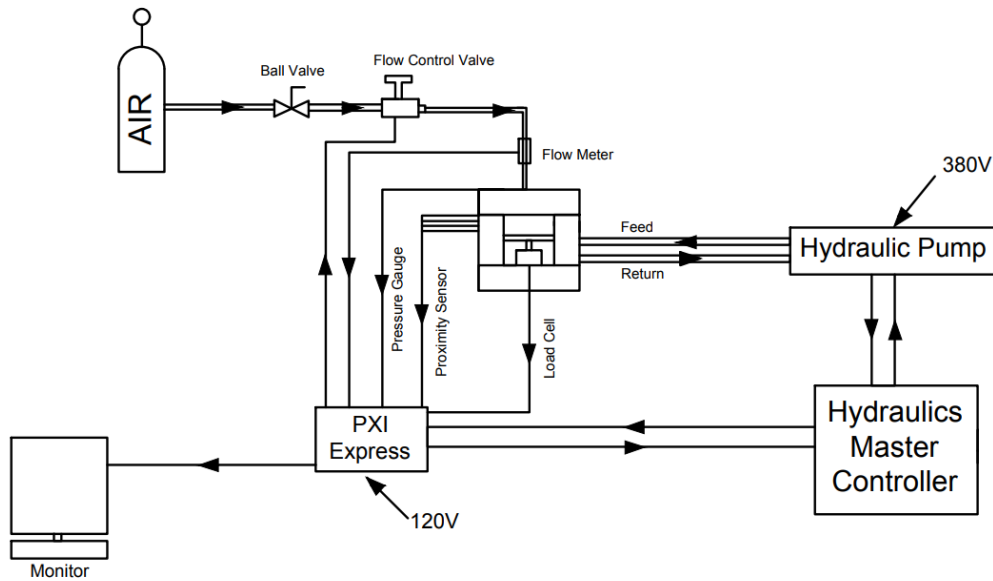 AIR
Ball Valve
Flow Control Valve
Flow Meter
380V
Hydraulic Pump
Feed
Return
Pressure Gauge
Proximity Sensor
Load Cell
PXI
Express
120V
Hydraulics
Master
Controller
Monitor